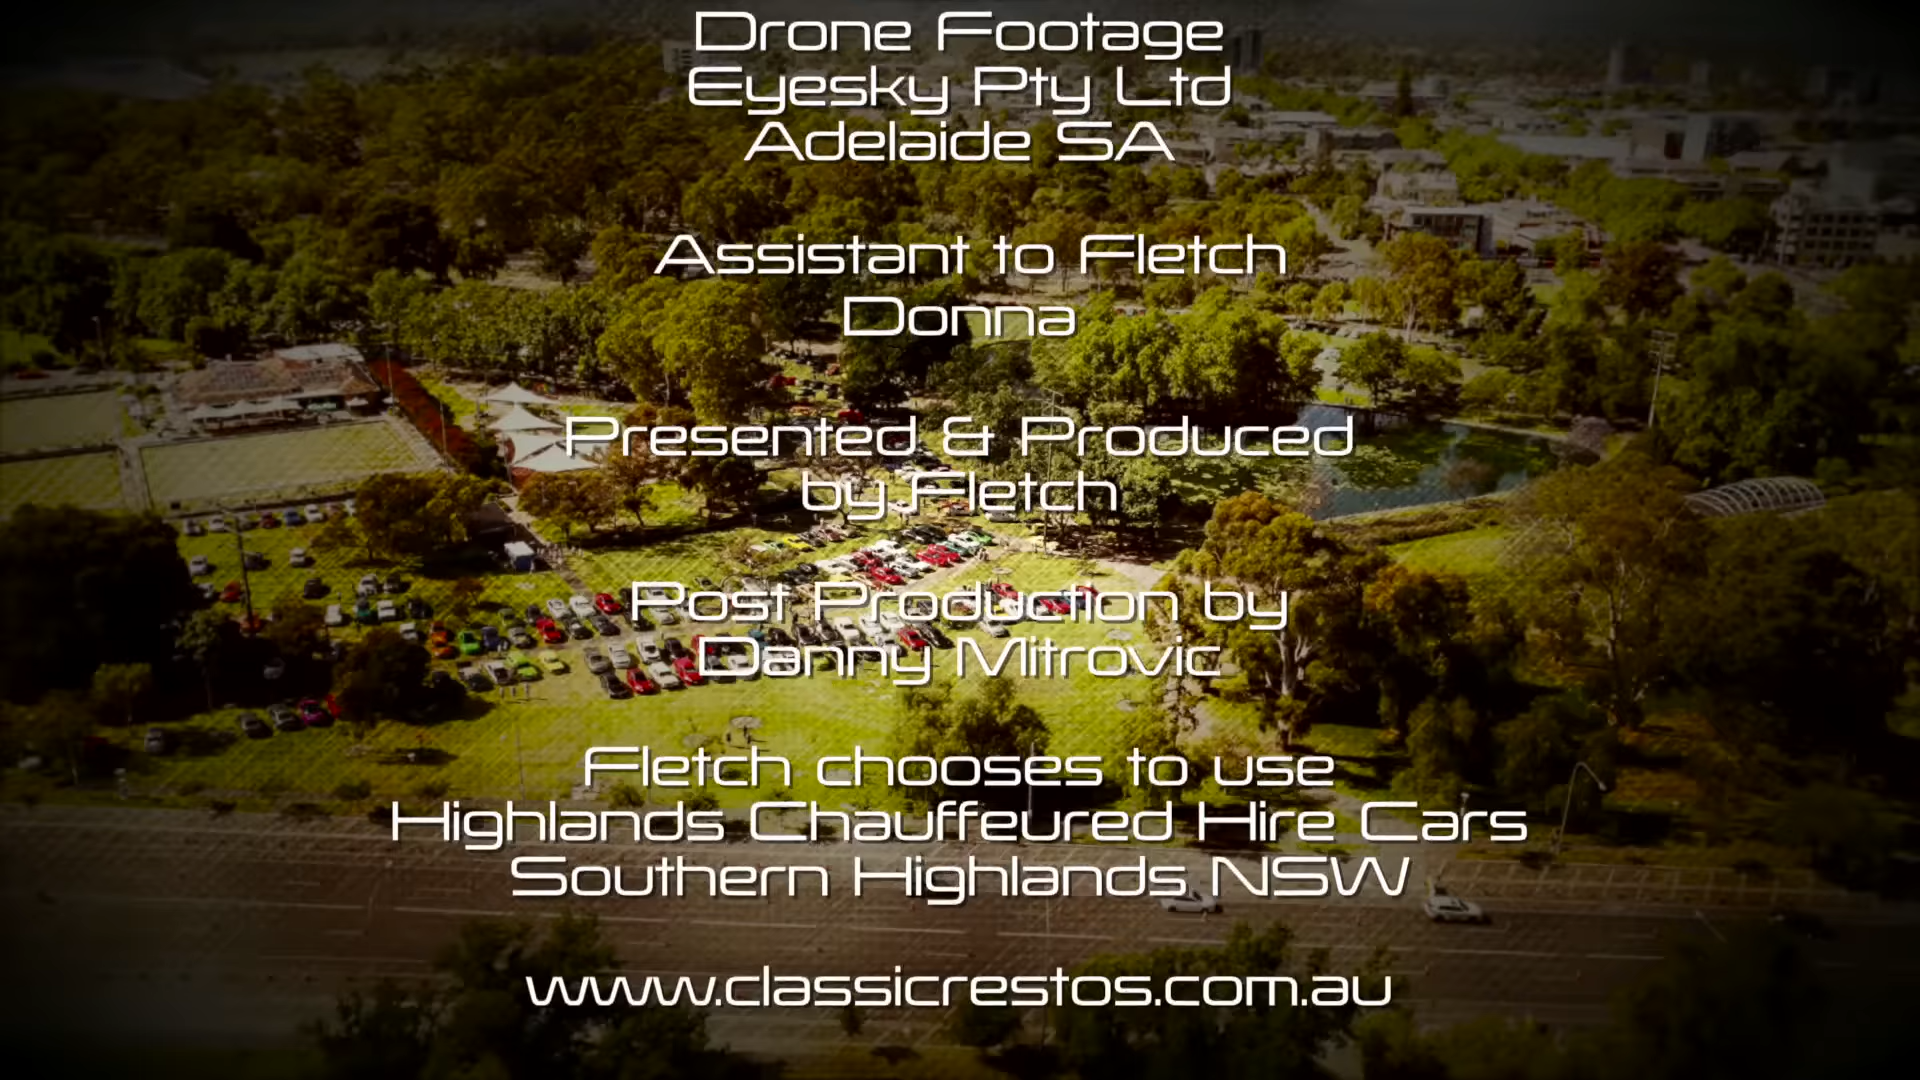 Drone Footage
Eyesky Pty Ltd
Adelaide SA
Assistant to Fletch
Donna
Presented & Produced
by Fletch
Post Production by
Danny Mitrovic
Fletch chooses to use
Highlands Chauffeured Hire Cars
Southern Highlands NSW
www.classicrestos.com.au